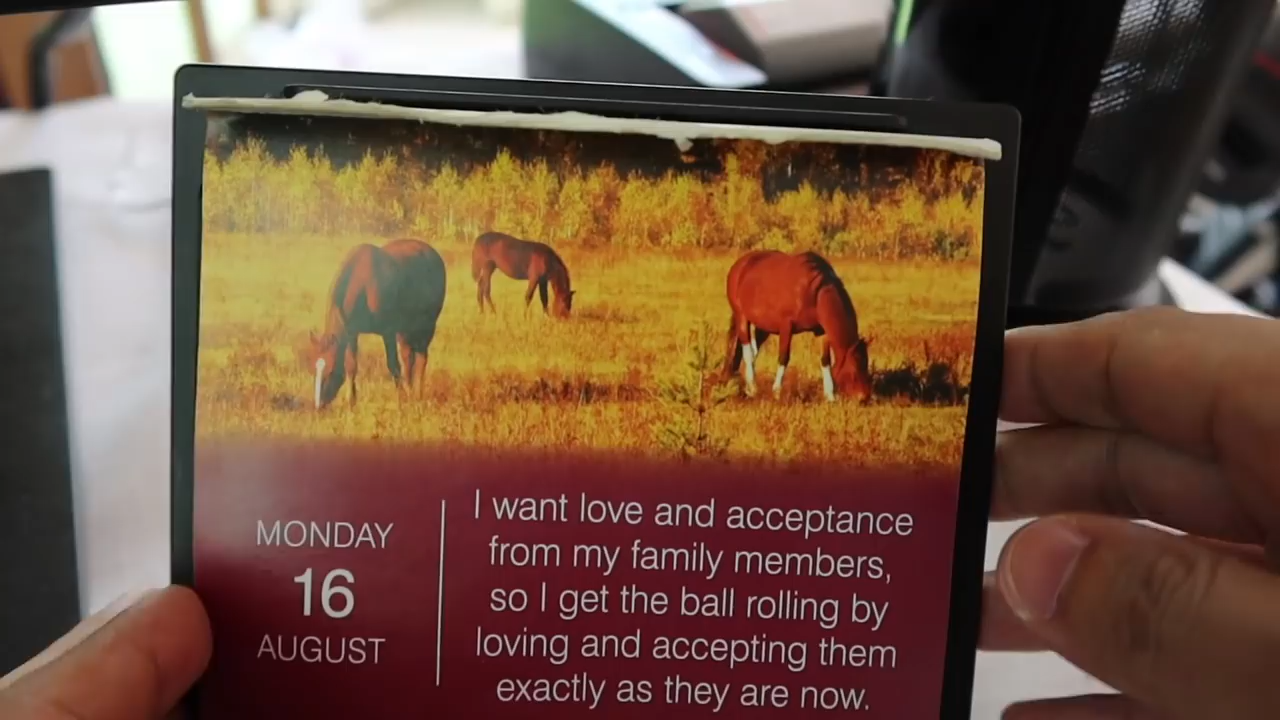 MONDAY
16
AUGUST
I want love and acceptance
from my family members,
so I get the ball rolling by
loving and accepting them
exactly as they are now.